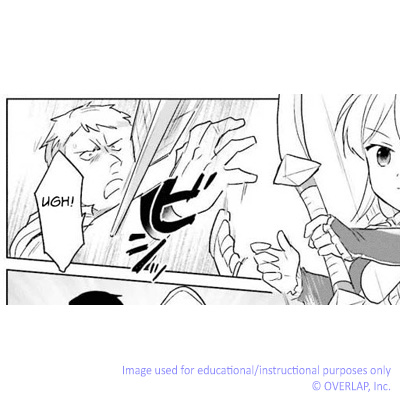 UGH!
ビッ
Image used for educational/instructional purposes only
© OVERLAP, Inc.